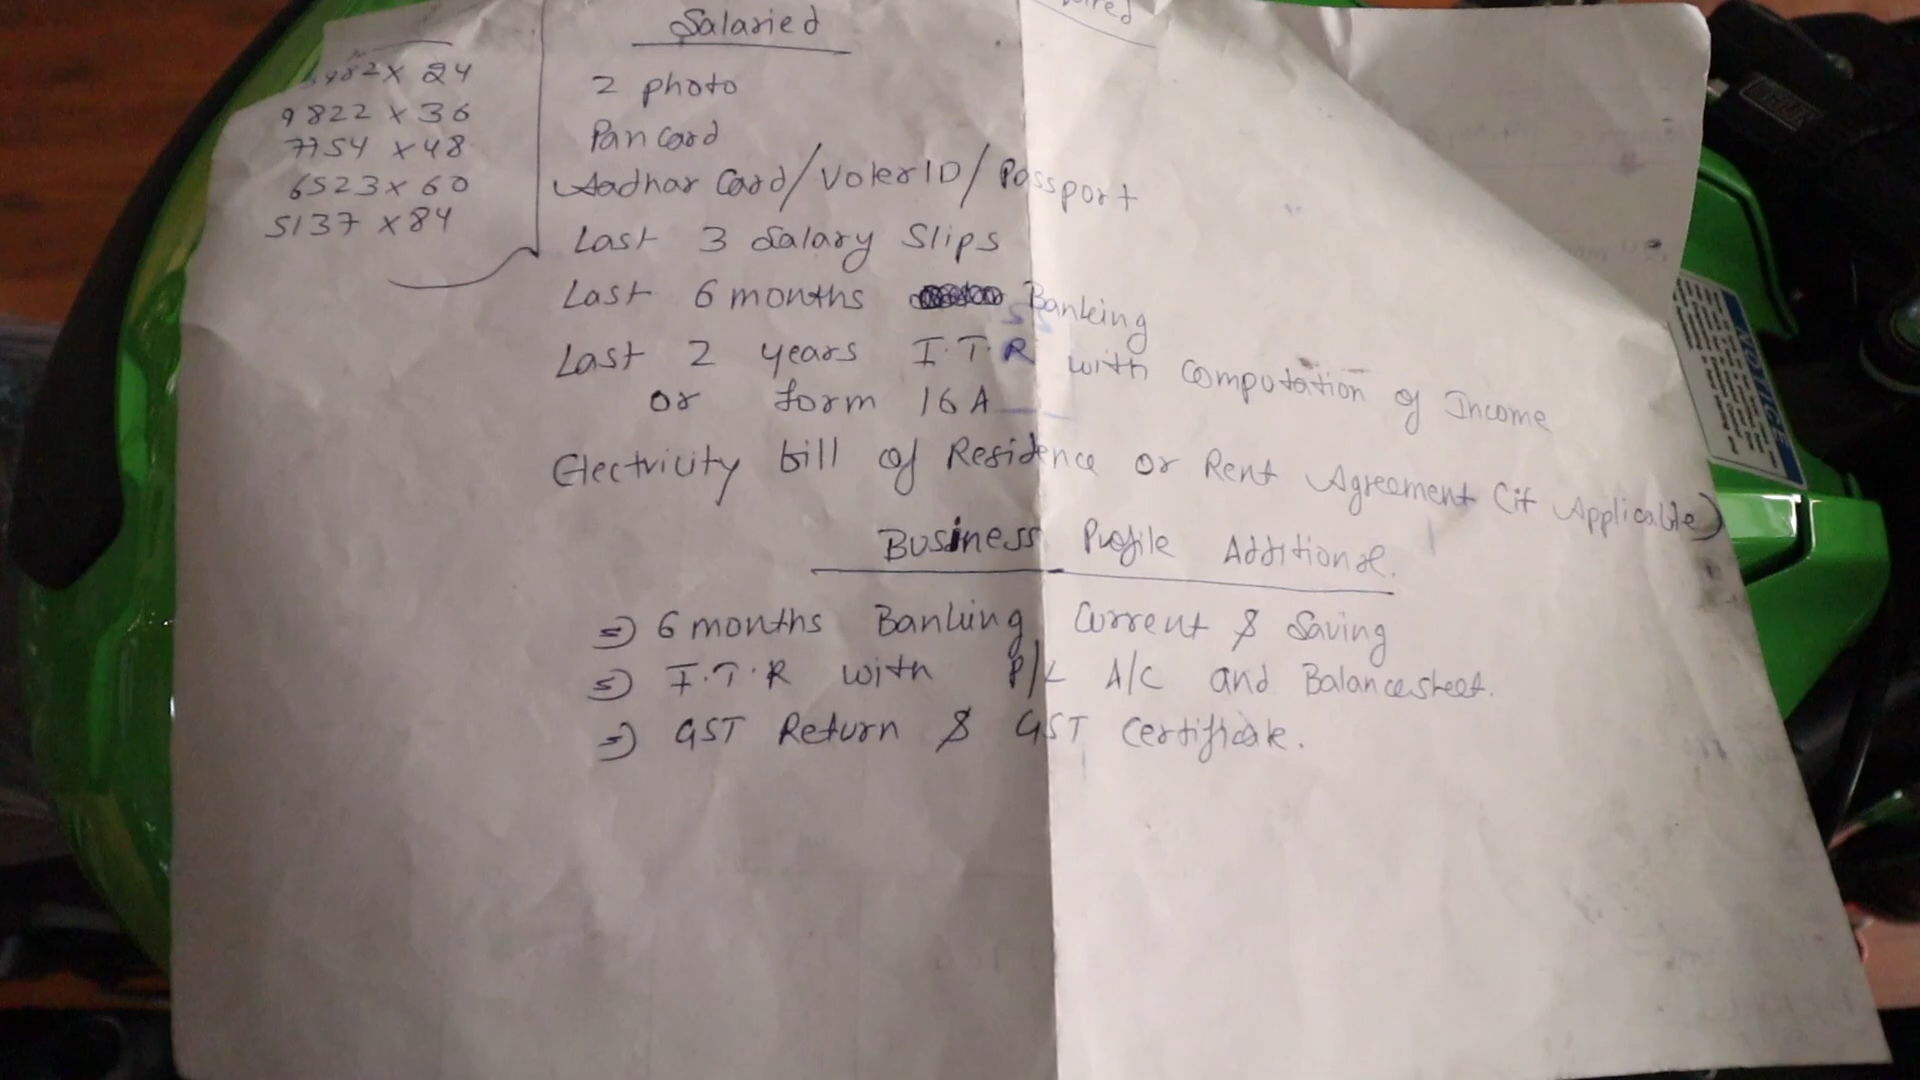 Salaried
x 24
9822 x 36
7754 x 48
6523 x 60
5137 x 84
2 photo
Pan Card
Aadhar Card/Voter ID/Passport
Last 3 Salary Slips
Last 6 months Banking
Last 2 years I.T.R with Computation of Income
or form 16 A
Electricity bill of Residence or Rent Agreement (if Applicable)
Business Profile Additional.
⇒ 6 months Banking Current & Saving
⇒ I.T.R with P/L A/C and Balancesheet.
⇒ GST Return & GST Certificate.